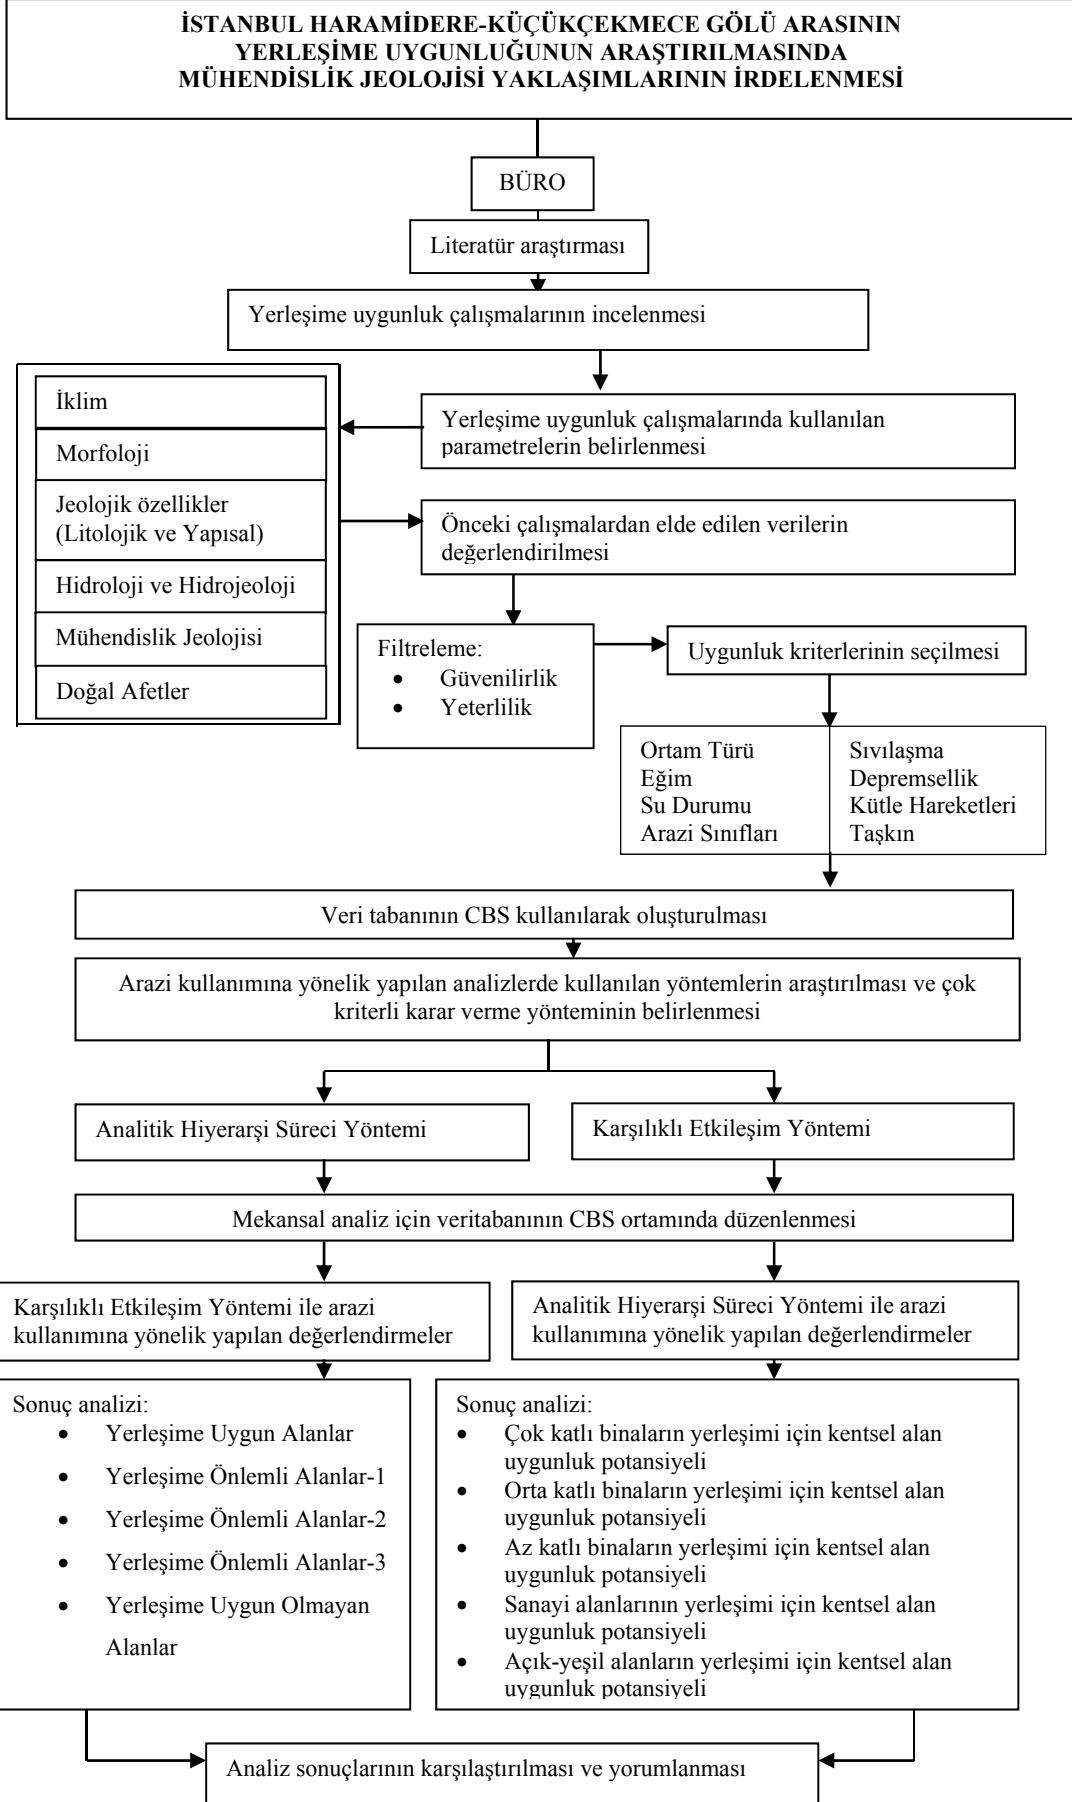 İSTANBUL HARAMİDERE-KÜÇÜKÇEKMECE GÖLÜ ARASININ
YERLEŞİME UYGUNLUĞUNUN ARAŞTIRILMASINDA
MÜHENDİSLİK JEOLOJİSİ YAKLAŞIMLARININ İRDELENMESİ
BÜRO
Literatür araştırması
Yerleşime uygunluk çalışmalarının incelenmesi
Yerleşime uygunluk çalışmalarında kullanılan
parametrelerin belirlenmesi
İklim
Morfoloji
Jeolojik özellikler
(Litolojik ve Yapısal)
Hidroloji ve Hidrojeoloji
Mühendislik Jeolojisi
Doğal Afetler
Önceki çalışmalardan elde edilen verilerin
değerlendirilmesi
Filtreleme:
• Güvenilirlik
• Yeterlilik
Uygunluk kriterlerinin seçilmesi
Ortam Türü
Eğim
Su Durumu
Arazi Sınıfları
Sıvılaşma
Depremsellik
Kütle Hareketleri
Taşkın
Veri tabanının CBS kullanılarak oluşturulması
Arazi kullanımına yönelik yapılan analizlerde kullanılan yöntemlerin araştırılması ve çok
kriterli karar verme yönteminin belirlenmesi
Analitik Hiyerarşi Süreci Yöntemi
Karşılıklı Etkileşim Yöntemi
Mekansal analiz için veritabanının CBS ortamında düzenlenmesi
Karşılıklı Etkileşim Yöntemi ile arazi
kullanımına yönelik yapılan değerlendirmeler
Analitik Hiyerarşi Süreci Yöntemi ile arazi
kullanımına yönelik yapılan değerlendirmeler
Sonuç analizi:
• Yerleşime Uygun Alanlar
• Yerleşime Önlemli Alanlar-1
• Yerleşime Önlemli Alanlar-2
• Yerleşime Önlemli Alanlar-3
• Yerleşime Uygun Olmayan
Alanlar
Sonuç analizi:
• Çok katlı binaların yerleşimi için kentsel alan
uygunluk potansiyeli
• Orta katlı binaların yerleşimi için kentsel alan
uygunluk potansiyeli
• Az katlı binaların yerleşimi için kentsel alan
uygunluk potansiyeli
• Sanayi alanlarının yerleşimi için kentsel alan
uygunluk potansiyeli
• Açık-yeşil alanların yerleşimi için kentsel alan
uygunluk potansiyeli
Analiz sonuçlarının karşılaştırılması ve yorumlanması